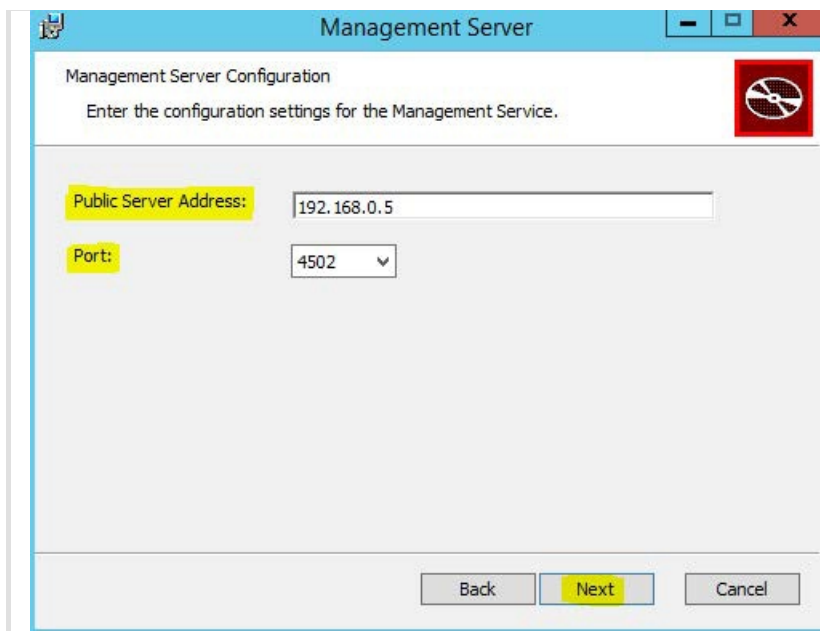 Management Server
Management Server Configuration
Enter the configuration settings for the Management Service.
Public Server Address:
192.168.0.5
Port:
4502
Back
Next
Cancel